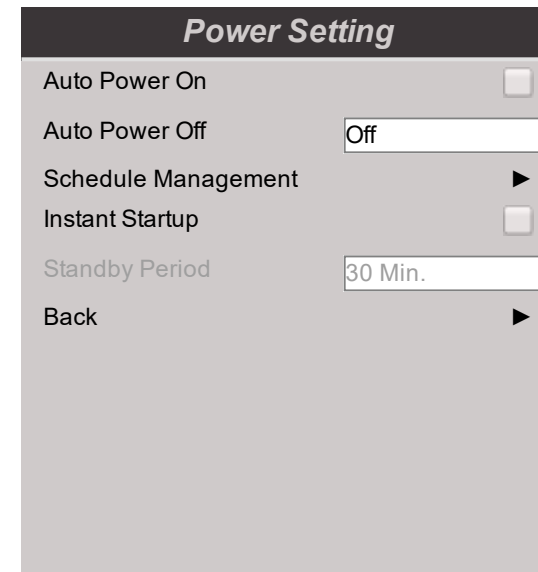 Power Setting
Auto Power On
Auto Power Off Off
Schedule Management ►
Instant Startup
Standby Period 30 Min.
Back ►